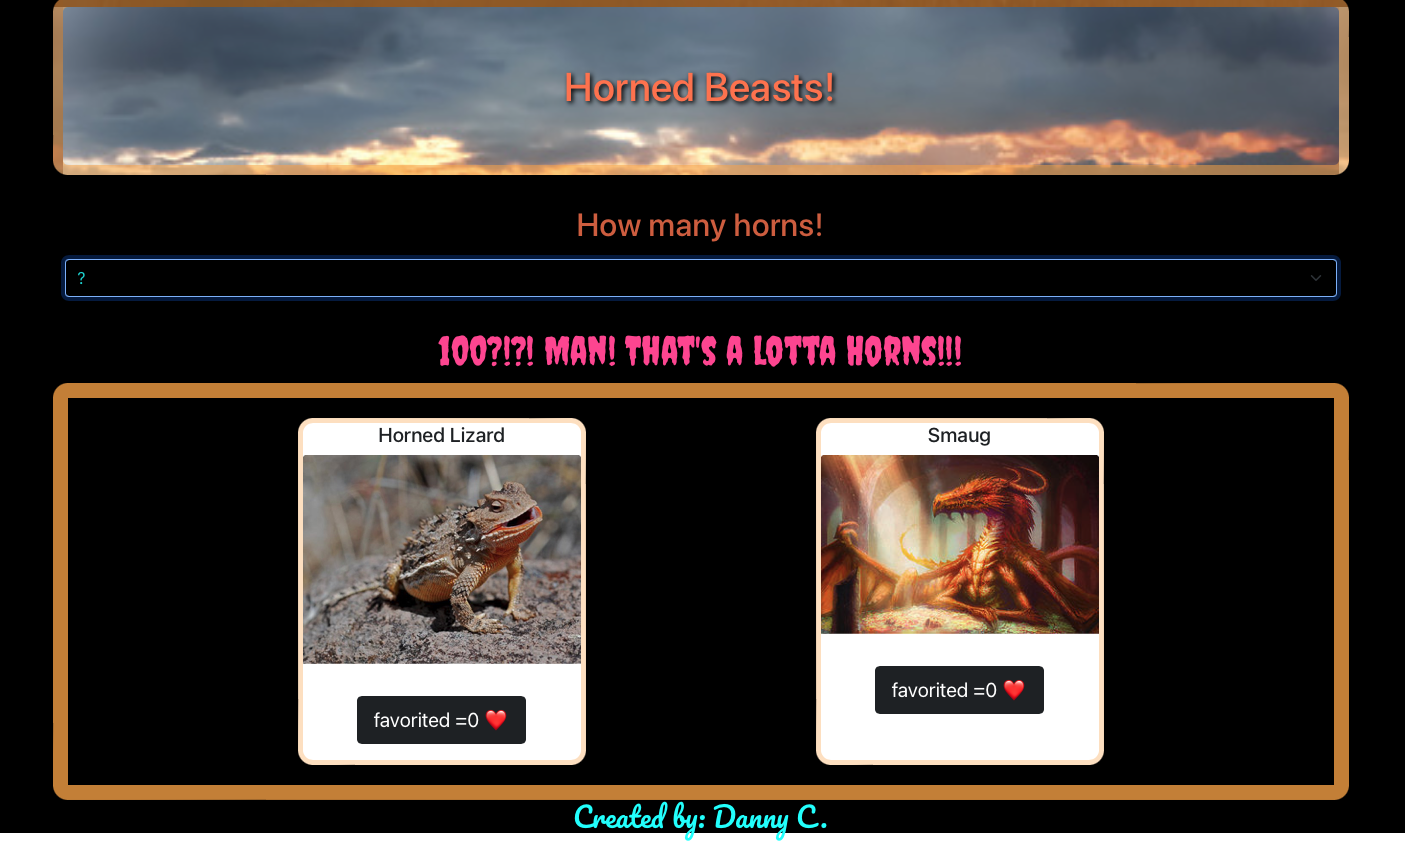 Horned Beasts!
How many horns!
?
100?!?! MAN! THAT'S A LOTTA HORNS!!!
Horned Lizard
Smaug
favorited =0 ❤️
favorited =0 ❤️
Created by: Danny C.